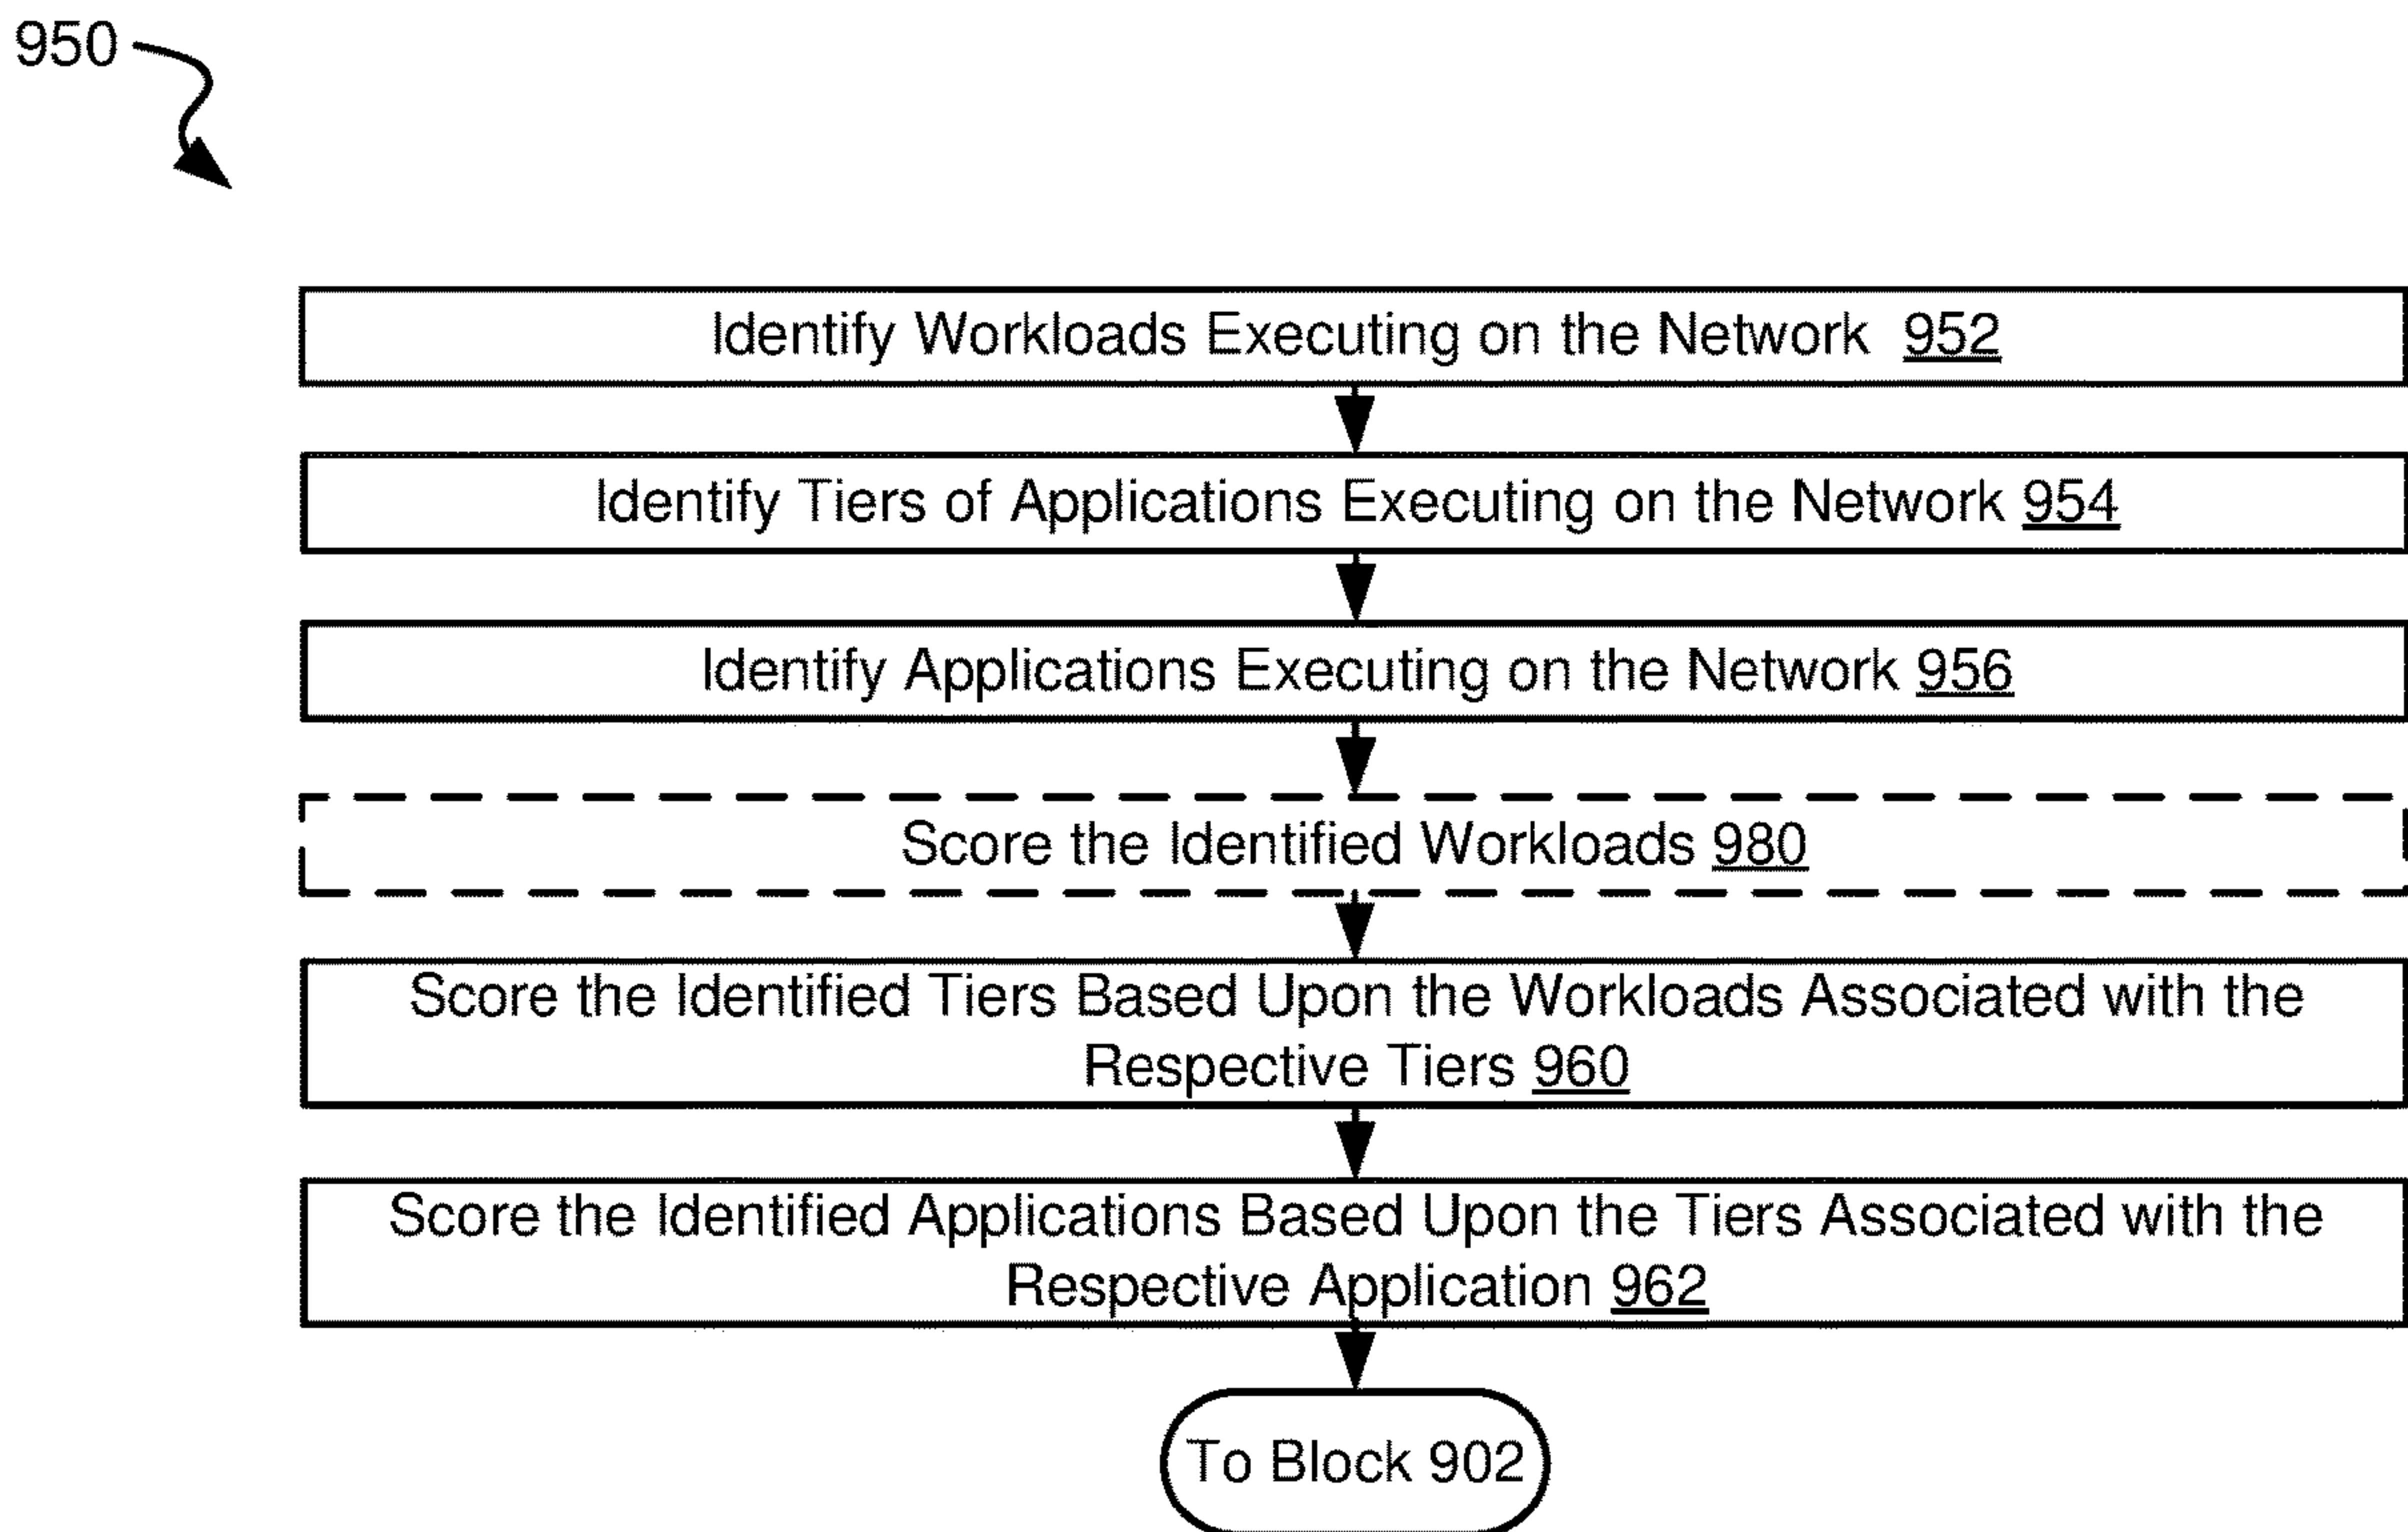 950
Identify Workloads Executing on the Network 952
Identify Tiers of Applications Executing on the Network 954
Identify Applications Executing on the Network 956
Score the Identified Workloads 980
Score the Identified Tiers Based Upon the Workloads Associated with the
Respective Tiers 960
Score the Identified Applications Based Upon the Tiers Associated with the
Respective Application 962
To Block 902